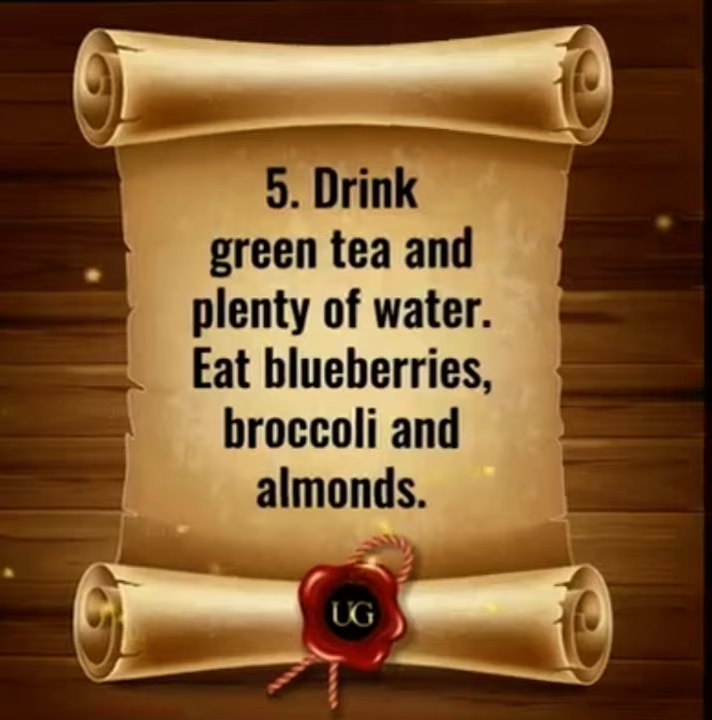 5. Drink
green tea and
plenty of water.
Eat blueberries,
broccoli and
almonds.
UG